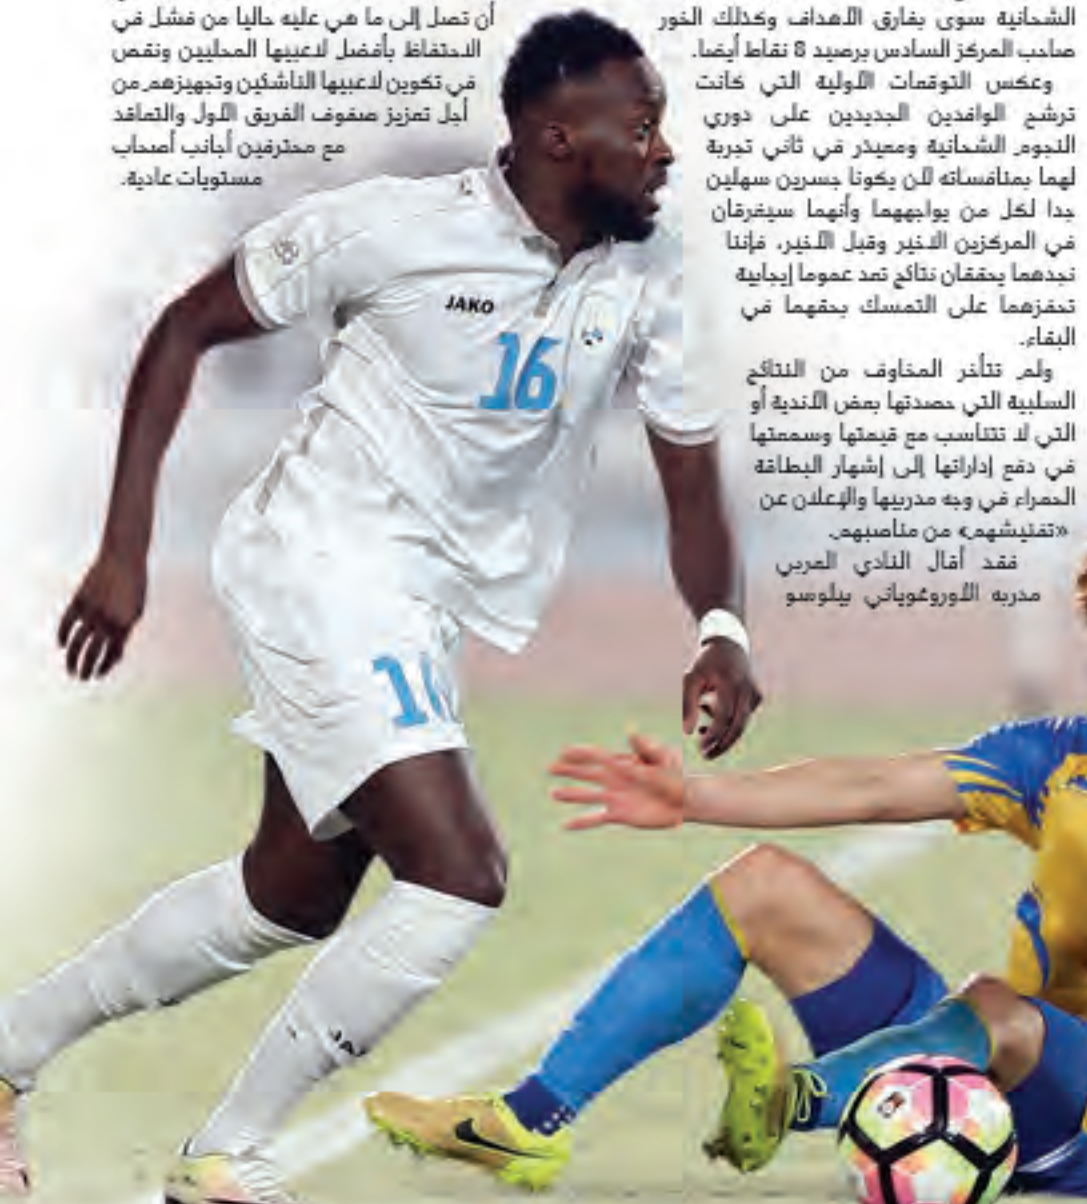 الشحانية سوى بفارق الأهداف وكذلك الخور
صاحب المركز السادس برصيد 8 نقاط أيضا.
وعكس التوقعات الأولية التي كانت
ترشح الوافدين الجديدين على دوري
النجوم الشحانية ومعيذر في ثاني تجربة
لهما بمنافساته لأن يكونا جسرين سهلين
جدا لكل من يواجههما وأنهما سيغرقان
في المركزين الأخير وقبل الأخير، فإننا
نجدهما يحققان نتائج تعد عموما إيجابية
تحفزهما على التمسك بحقهما في
البقاء.
ولم تتأخر المخاوف من النتائج
السلبية التي حصدتها بعض الأندية أو
التي لا تتناسب مع قيمتها وسمعتها
في دفع إداراتها إلى إشهار البطاقة
الحمراء في وجه مدربيها والإعلان عن
«تفنيشهم» من مناصبهم.
فقد أقال النادي العربي
مدربه الأوروغوياني بيلوسو
أن تصل إلى ما هي عليه حاليا من فشل في
الاحتفاظ بأفضل لاعبيها المحليين ونقص
في تكوين لاعبيها الناشئين وتجهيزهم من
أجل تعزيز صفوف الفريق الأول والتعاقد
مع محترفين أجانب أصحاب
مستويات عادية.
JAKO
16
16